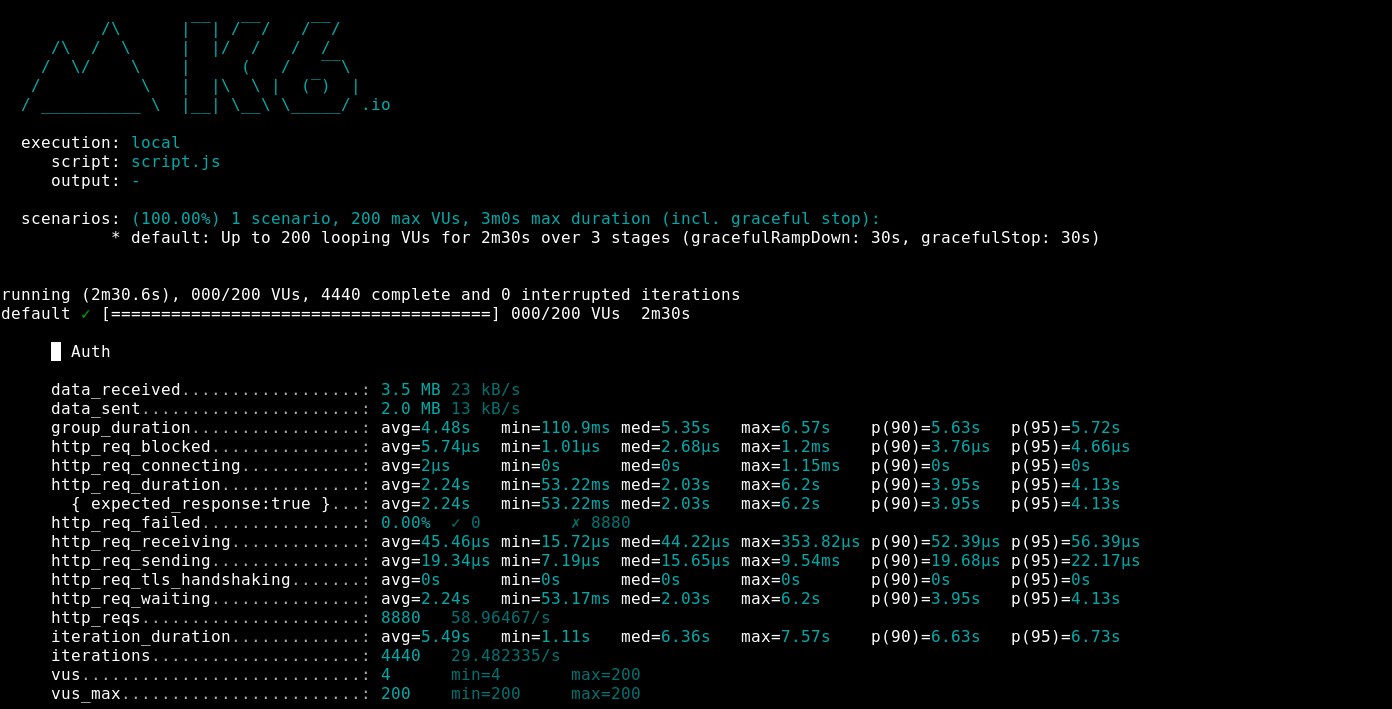 /\      |‾‾| /‾‾/   /‾‾/
     /\  /  \     |  |/  /   /  /
    /  \/    \    |     (   /   ‾‾\
   /          \   |  |\  \ |  (‾)  |
  / __________ \  |__| \__\ \_____/ .io
execution: local
script: script.js
output: -
scenarios: (100.00%) 1 scenario, 200 max VUs, 3m0s max duration (incl. graceful stop):
* default: Up to 200 looping VUs for 2m30s over 3 stages (gracefulRampDown: 30s, gracefulStop: 30s)
running (2m30.6s), 000/200 VUs, 4440 complete and 0 interrupted iterations
default ✓ [======================================] 000/200 VUs  2m30s
█ Auth
data_received..................: 3.5 MB 23 kB/s
data_sent......................: 2.0 MB 13 kB/s
group_duration.................: avg=4.48s   min=110.9ms med=5.35s   max=6.57s    p(90)=5.63s   p(95)=5.72s
http_req_blocked...............: avg=5.74µs  min=1.01µs  med=2.68µs  max=1.2ms    p(90)=3.76µs  p(95)=4.66µs
http_req_connecting............: avg=2µs     min=0s      med=0s      max=1.15ms   p(90)=0s      p(95)=0s
http_req_duration..............: avg=2.24s   min=53.22ms med=2.03s   max=6.2s     p(90)=3.95s   p(95)=4.13s
{ expected_response:true }...: avg=2.24s   min=53.22ms med=2.03s   max=6.2s     p(90)=3.95s   p(95)=4.13s
http_req_failed................: 0.00%  ✓ 0         ✗ 8880
http_req_receiving.............: avg=45.46µs min=15.72µs med=44.22µs max=353.82µs p(90)=52.39µs p(95)=56.39µs
http_req_sending...............: avg=19.34µs min=7.19µs  med=15.65µs max=9.54ms   p(90)=19.68µs p(95)=22.17µs
http_req_tls_handshaking.......: avg=0s      min=0s      med=0s      max=0s       p(90)=0s      p(95)=0s
http_req_waiting...............: avg=2.24s   min=53.17ms med=2.03s   max=6.2s     p(90)=3.95s   p(95)=4.13s
http_reqs......................: 8880   58.96467/s
iteration_duration.............: avg=5.49s   min=1.11s   med=6.36s   max=7.57s    p(90)=6.63s   p(95)=6.73s
iterations.....................: 4440   29.482335/s
vus............................: 4      min=4       max=200
vus_max........................: 200    min=200     max=200